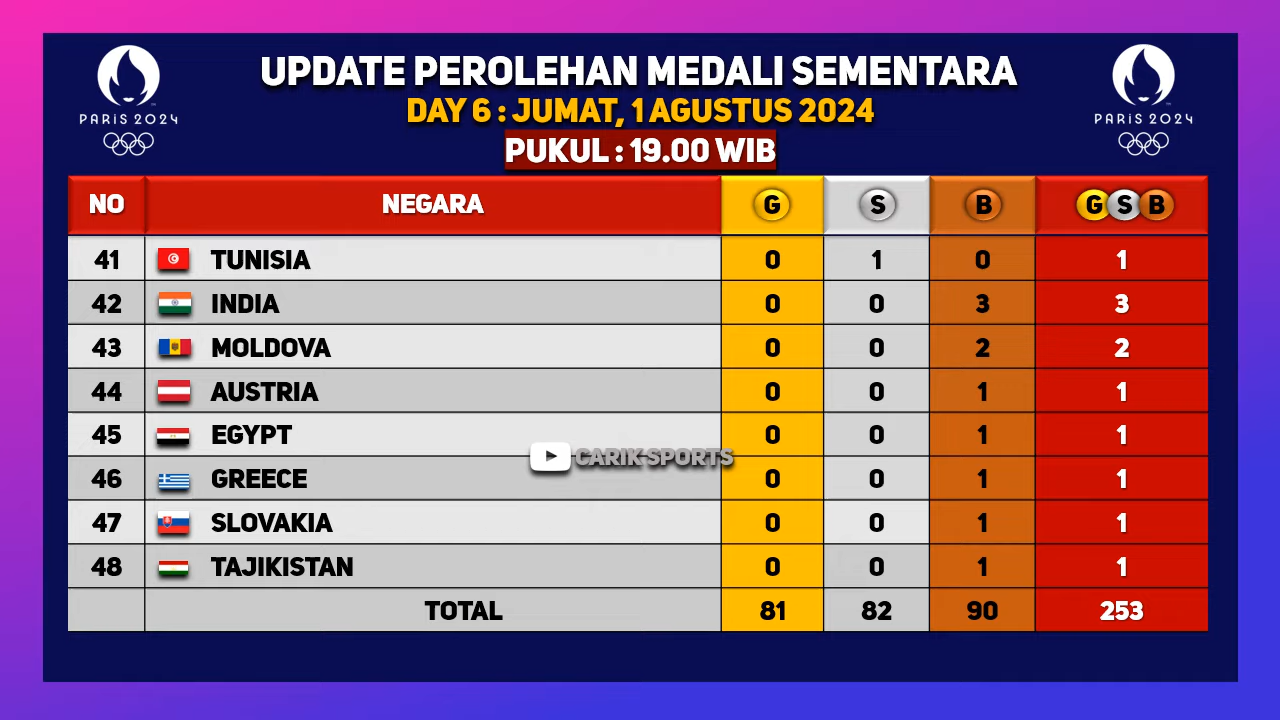 UPDATE PEROLEHAN MEDALI SEMENTARA
DAY 6 : JUMAT, 1 AGUSTUS 2024
PUKUL : 19.00 WIB
PARIS 2024
PARIS 2024
NO NEGARA G S B G S B
41 TUNISIA 0 1 0 1
42 INDIA 0 0 3 3
43 MOLDOVA 0 0 2 2
44 AUSTRIA 0 0 1 1
45 EGYPT 0 0 1 1
CARIK SPORTS
46 GREECE 0 0 1 1
47 SLOVAKIA 0 0 1 1
48 TAJIKISTAN 0 0 1 1
TOTAL 81 82 90 253